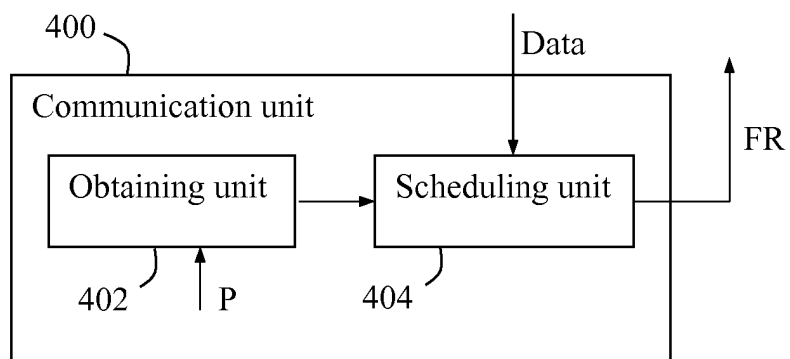 400
Data
Communication unit
FR
Obtaining unit
Scheduling unit
402
P
404